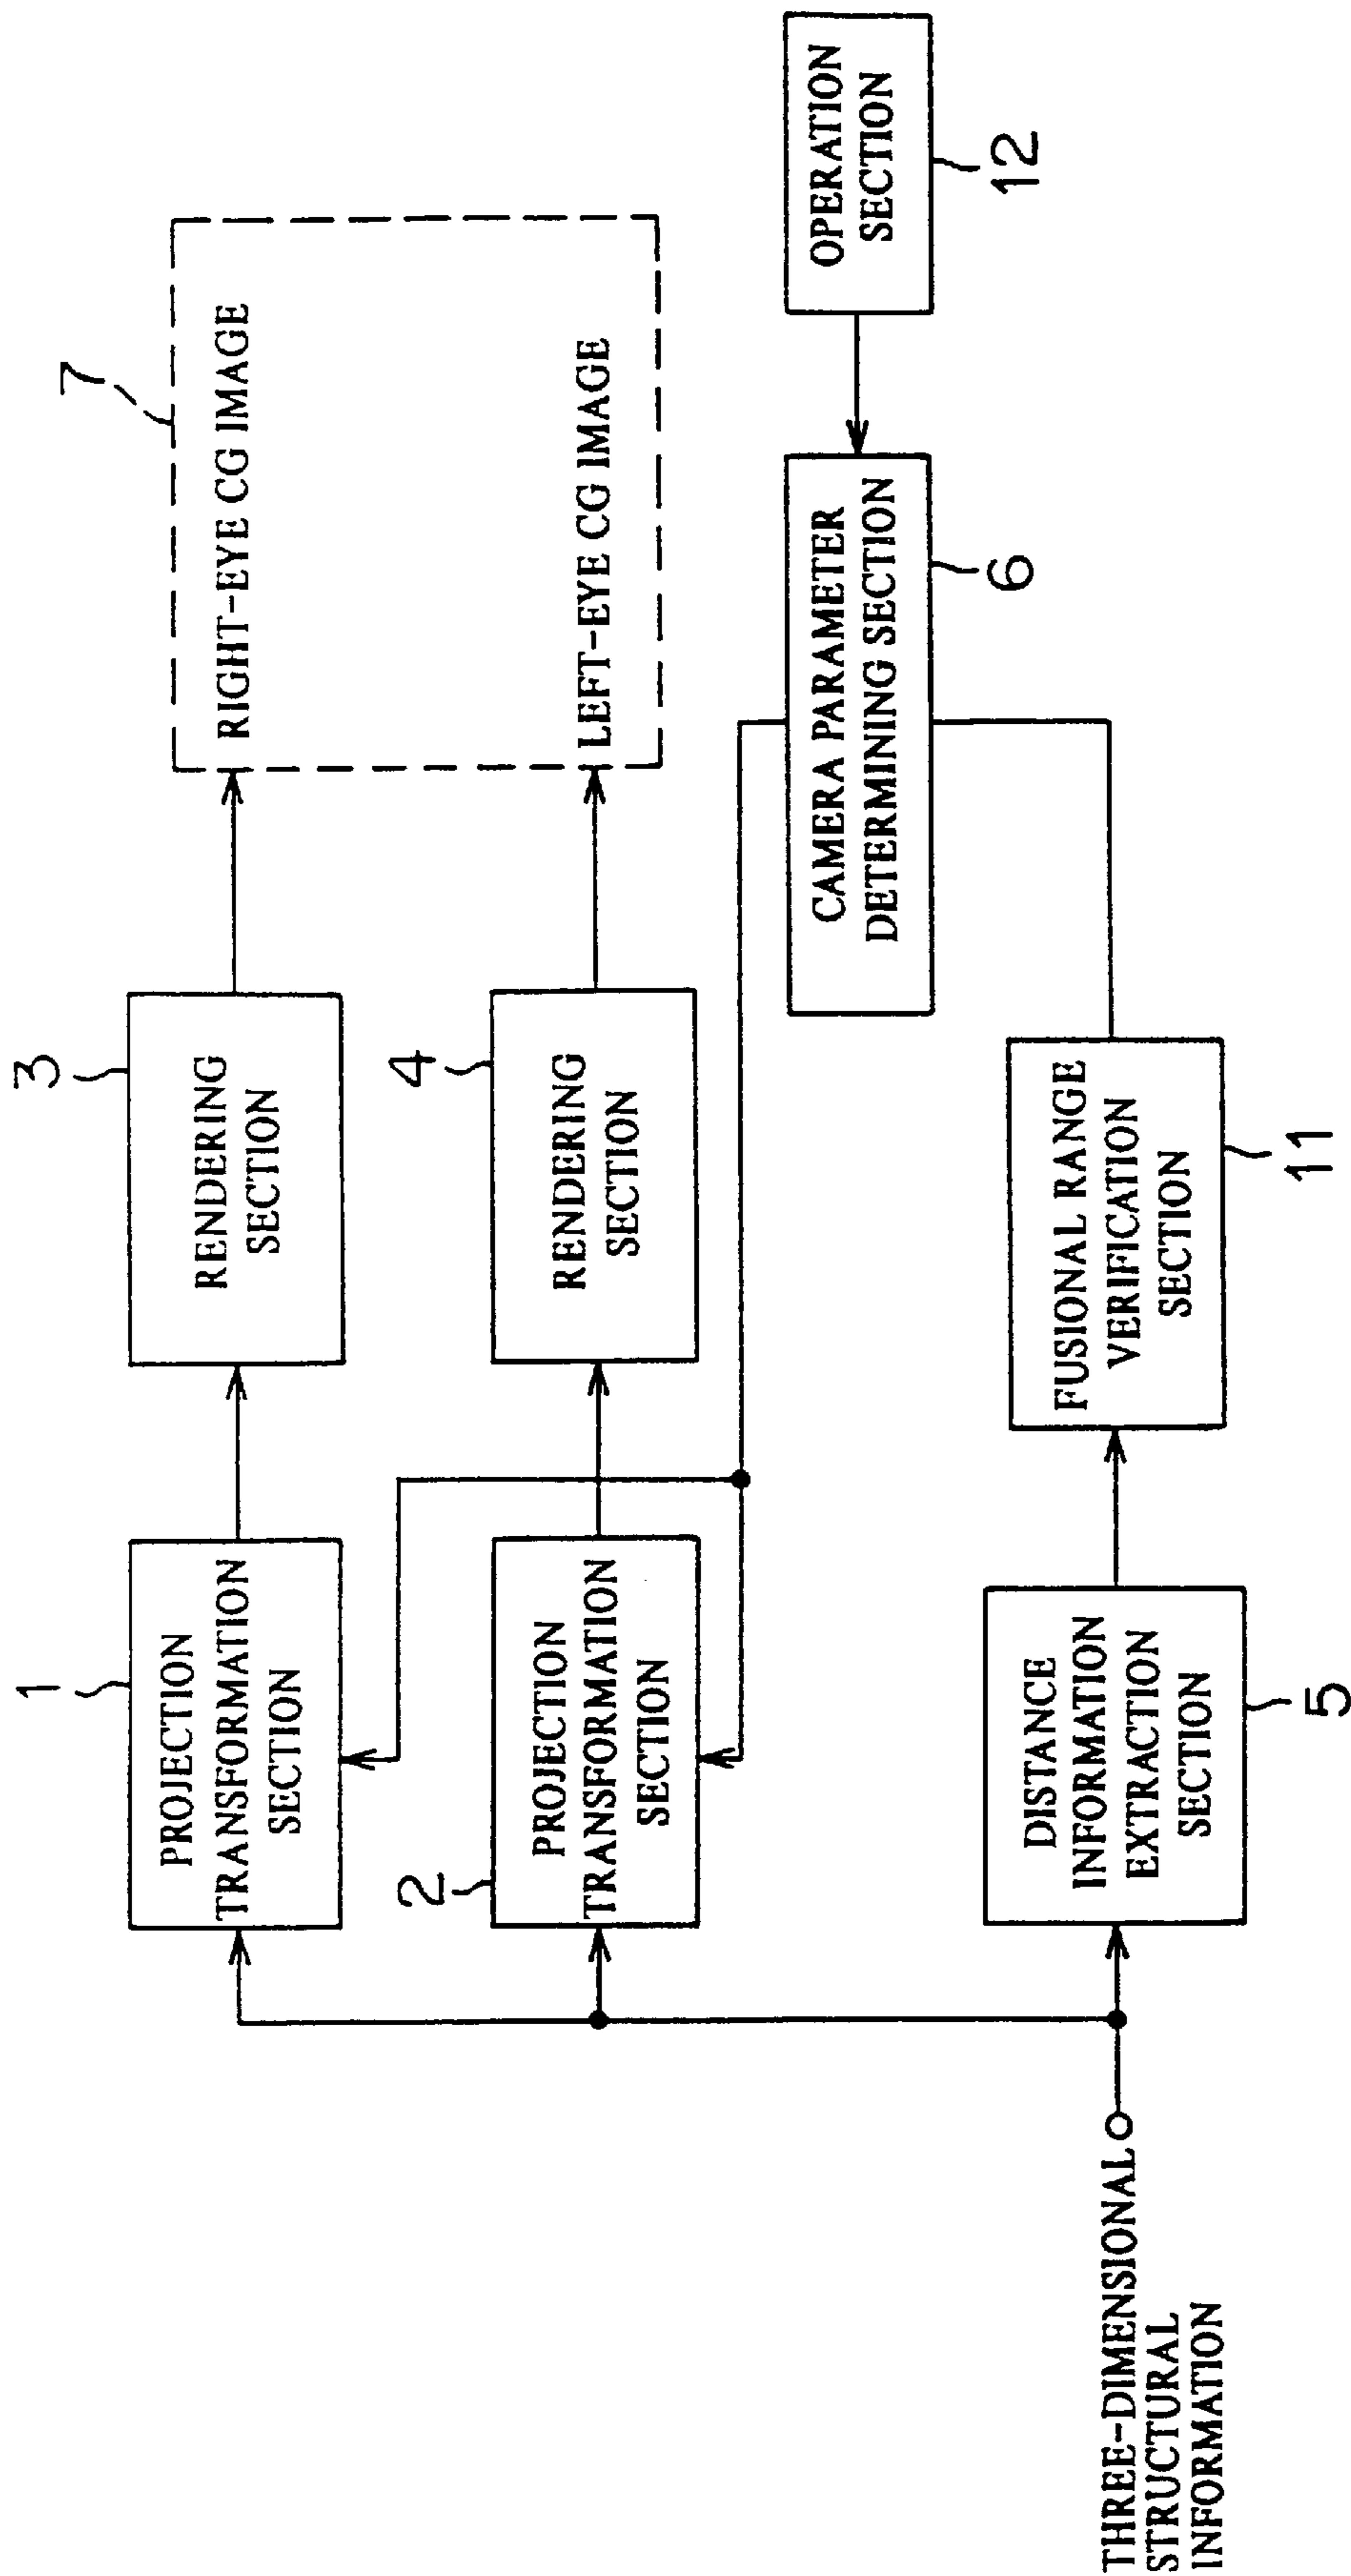 1
PROJECTION
TRANSFORMATION
SECTION
3
RENDERING
SECTION
7
RIGHT-EYE CG IMAGE
LEFT-EYE CG IMAGE
2
PROJECTION
TRANSFORMATION
SECTION
4
RENDERING
SECTION
CAMERA PARAMETER
DETERMINING SECTION
6
OPERATION
SECTION
12
THREE-DIMENSIONAL
STRUCTURAL
INFORMATION
DISTANCE
INFORMATION
EXTRACTION
SECTION
5
FUSIONAL RANGE
VERIFICATION
SECTION
11